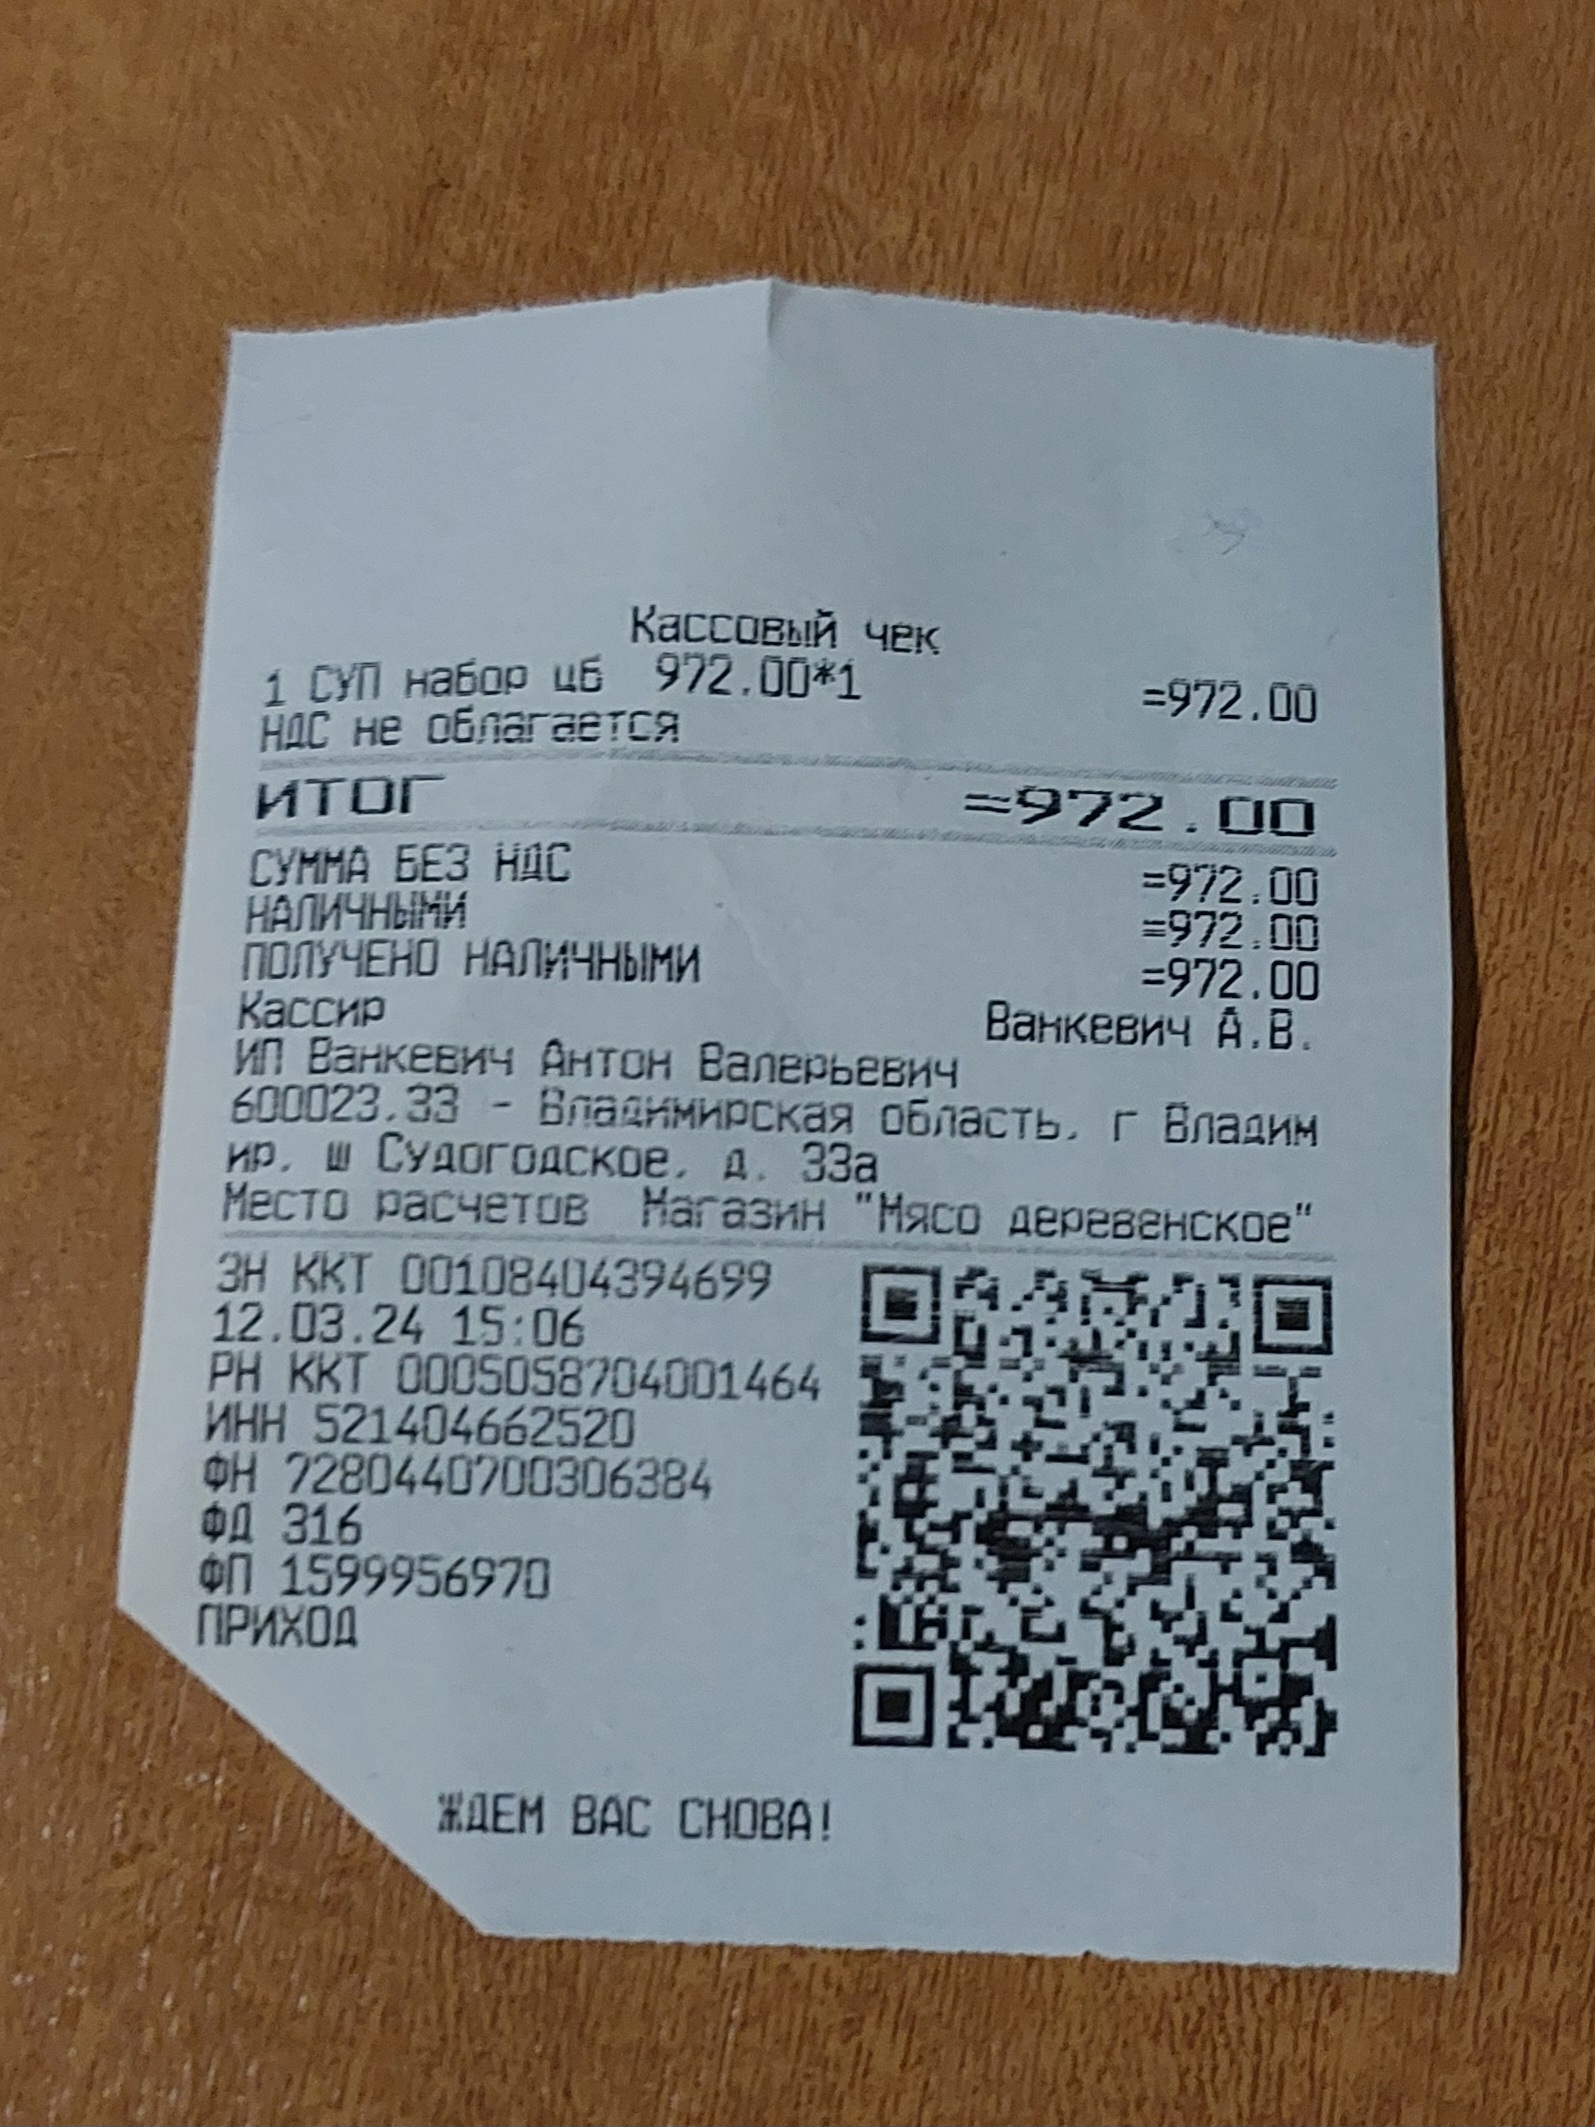 Кассовый чек
1 СУП набор цб 972.00*1 =972.00
НДС не облагается
ИТОГ =972.00
СУММА БЕЗ НДС =972.00
НАЛИЧНЫМИ =972.00
ПОЛУЧЕНО НАЛИЧНЫМИ =972.00
Кассир Ванкевич А.В.
ИП Ванкевич Антон Валерьевич
600023,33 - Владимирская область, г Владим
ир, ш Судогодское, д. 33а
Место расчетов Магазин "Мясо деревенское"
ЗН ККТ 00108404394699
12.03.24 15:06
РН ККТ 0005058704001464
ИНН 521404662520
ФН 7280440700306384
ФД 316
ФП 1599956970
ПРИХОД
ЖДЕМ ВАС СНОВА!